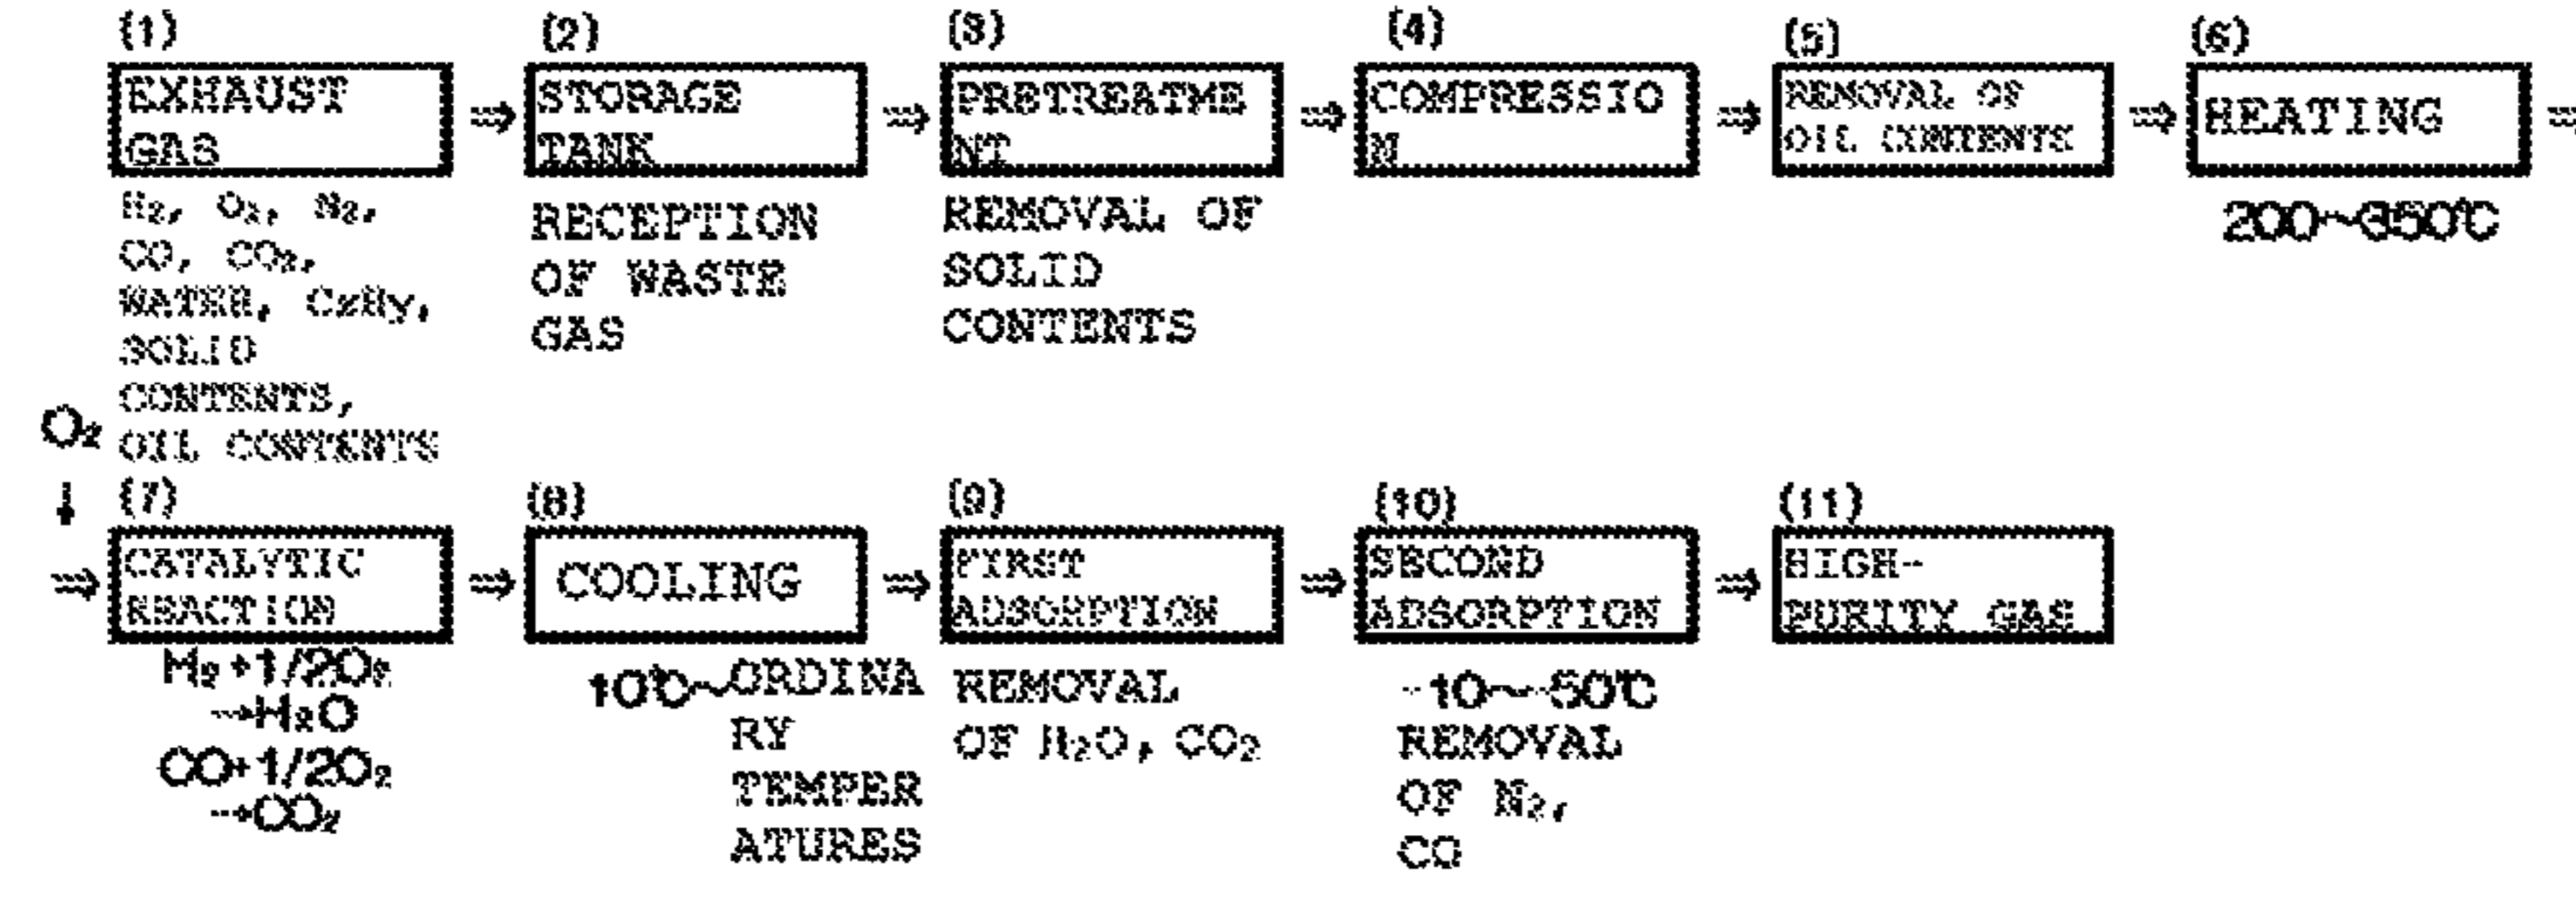 (1)
EXHAUST
GAS
H₂, O₂, N₂,
CO, CO₂,
WATER, CxHy,
SOLID
CONTENTS,
OIL CONTENTS
⇒
(2)
STORAGE
TANK
RECEPTION
OF WASTE
GAS
⇒
(3)
PRETREATME
NT
REMOVAL OF
SOLID
CONTENTS
⇒
(4)
COMPRESSIO
N
⇒
(5)
REMOVAL OF
OIL CONTENTS
⇒
(6)
HEATING
200~350℃
⇒
O₂
↓
⇒
(7)
CATALYTIC
REACTION
H₂+1/2O₂
→H₂O
CO+1/2O₂
→CO₂
⇒
(8)
COOLING
10℃~ORDINA
RY
TEMPER
ATURES
⇒
(9)
FIRST
ADSORPTION
REMOVAL
OF H₂O, CO₂
⇒
(10)
SECOND
ADSORPTION
-10~-50℃
REMOVAL
OF N₂,
CO
⇒
(11)
HIGH-
PURITY GAS